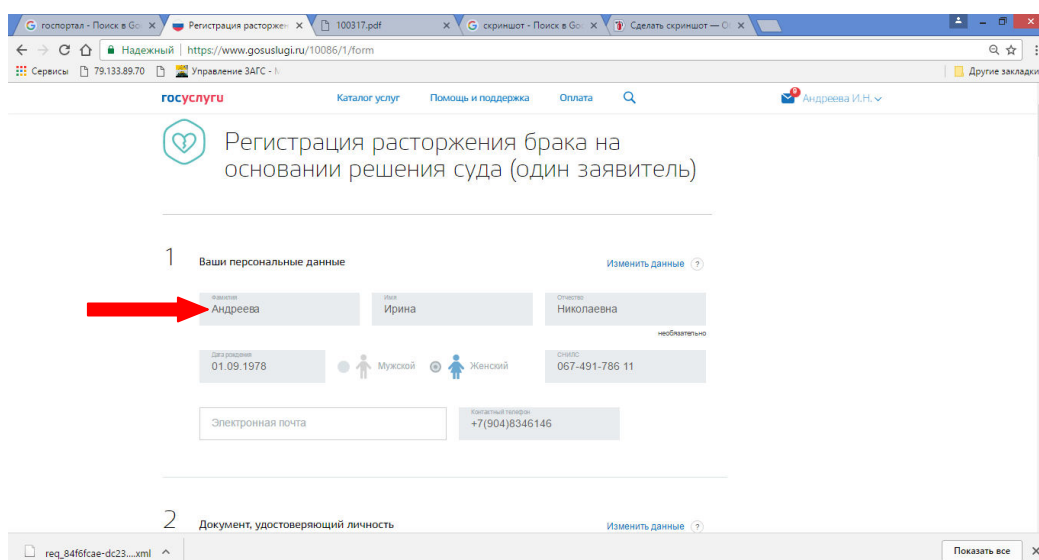 госпортал - Поиск в Go
Регистрация расторжен
100317.pdf
скриншот - Поиск в Goo
Сделать скриншот — Оf
Надежный
https://www.gosuslugi.ru/10086/1/form
Сервисы
79.133.89.70
Управление ЗАГС - 
Другие закладки
госуслуги
Каталог услуг
Помощь и поддержка
Оплата
9
Андреева И.Н.
Регистрация расторжения брака на
основании решения суда (один заявитель)
1
Ваши персональные данные
Изменить данные ?
Фамилия
Андреева
Имя
Ирина
Отчество
Николаевна
необязательно
Дата рождения
01.09.1978
Мужской
Женский
СНИЛС
067-491-786 11
Электронная почта
Контактный телефон
+7(904)8346146
2
Документ, удостоверяющий личность
Изменить данные ?
req_84f6fcae-dc23....xml
Показать все